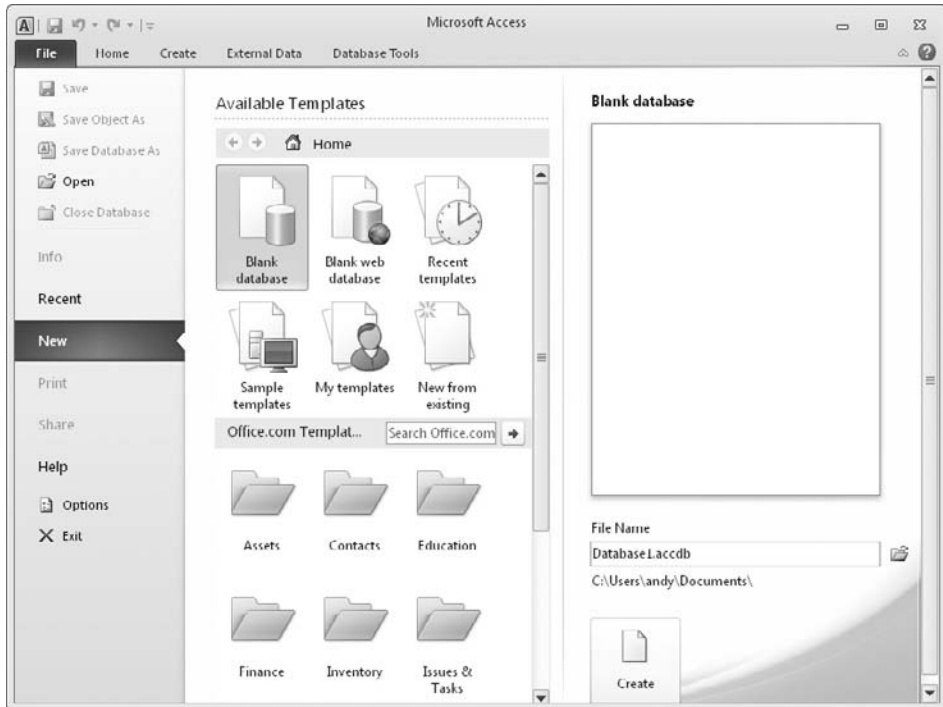 Microsoft Access
File Home Create External Data Database Tools
Save
Save Object As
Save Database As
Open
Close Database
Info
Recent
New
Print
Share
Help
Options
Exit
Available Templates
Home
Blank database
Blank web database
Recent templates
Sample templates
My templates
New from existing
Office.com Templat...
Search Office.com
Assets
Contacts
Education
Finance
Inventory
Issues & Tasks
Blank database
File Name
Database1.accdb
C:\Users\andy\Documents\
Create